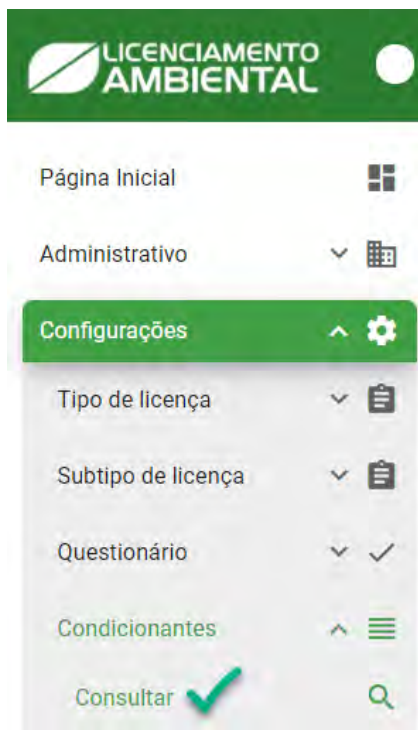 LICENCIAMENTO
AMBIENTAL
Página Inicial
Administrativo
Configurações
Tipo de licença
Subtipo de licença
Questionário
Condicionantes
Consultar